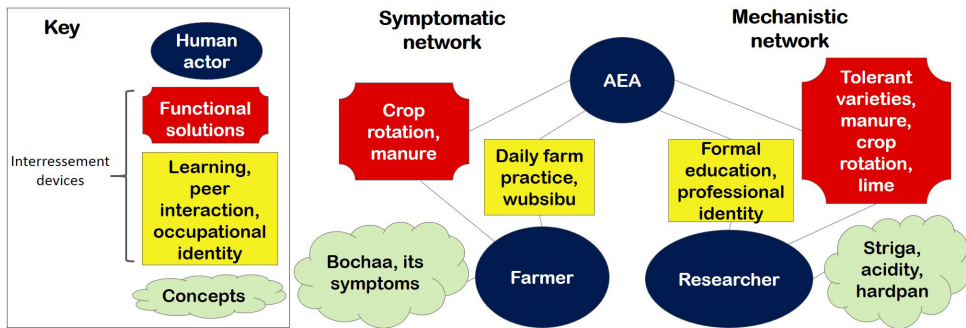 Key
Human
actor
Functional
solutions
Interressement
devices
Learning,
peer
interaction,
occupational
identity
Concepts
Symptomatic
network
Mechanistic
network
AEA
Crop
rotation,
manure
Daily farm
practice,
wubsibu
Formal
education,
professional
identity
Tolerant
varieties,
manure,
crop
rotation,
lime
Bochaa, its
symptoms
Farmer
Researcher
Striga,
acidity,
hardpan